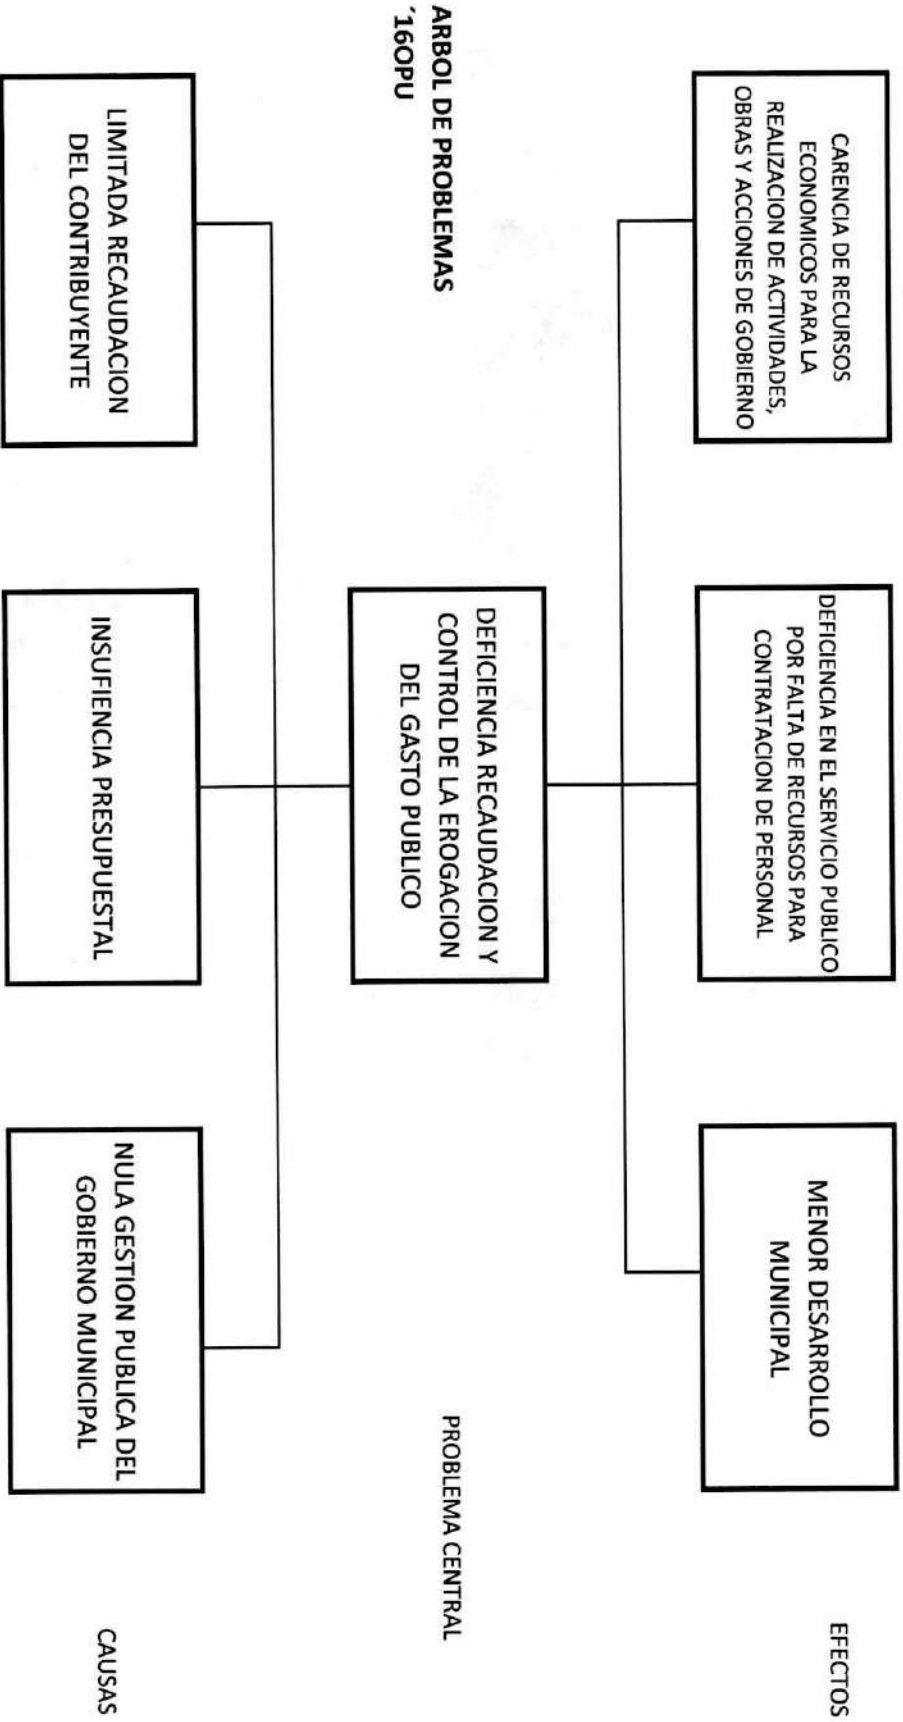 CARENCIA DE RECURSOS
ECONOMICOS PARA LA
REALIZACION DE ACTIVIDADES,
OBRAS Y ACCIONES DE GOBIERNO
DEFICIENCIA EN EL SERVICIO PUBLICO
POR FALTA DE RECURSOS PARA
CONTRATACION DE PERSONAL
MENOR DESARROLLO
MUNICIPAL
EFECTOS
ARBOL DE PROBLEMAS
´16OPU
DEFICIENCIA RECAUDACION Y
CONTROL DE LA EROGACION
DEL GASTO PUBLICO
PROBLEMA CENTRAL
LIMITADA RECAUDACION
DEL CONTRIBUYENTE
INSUFIENCIA PRESUPUESTAL
NULA GESTION PUBLICA DEL
GOBIERNO MUNICIPAL
CAUSAS